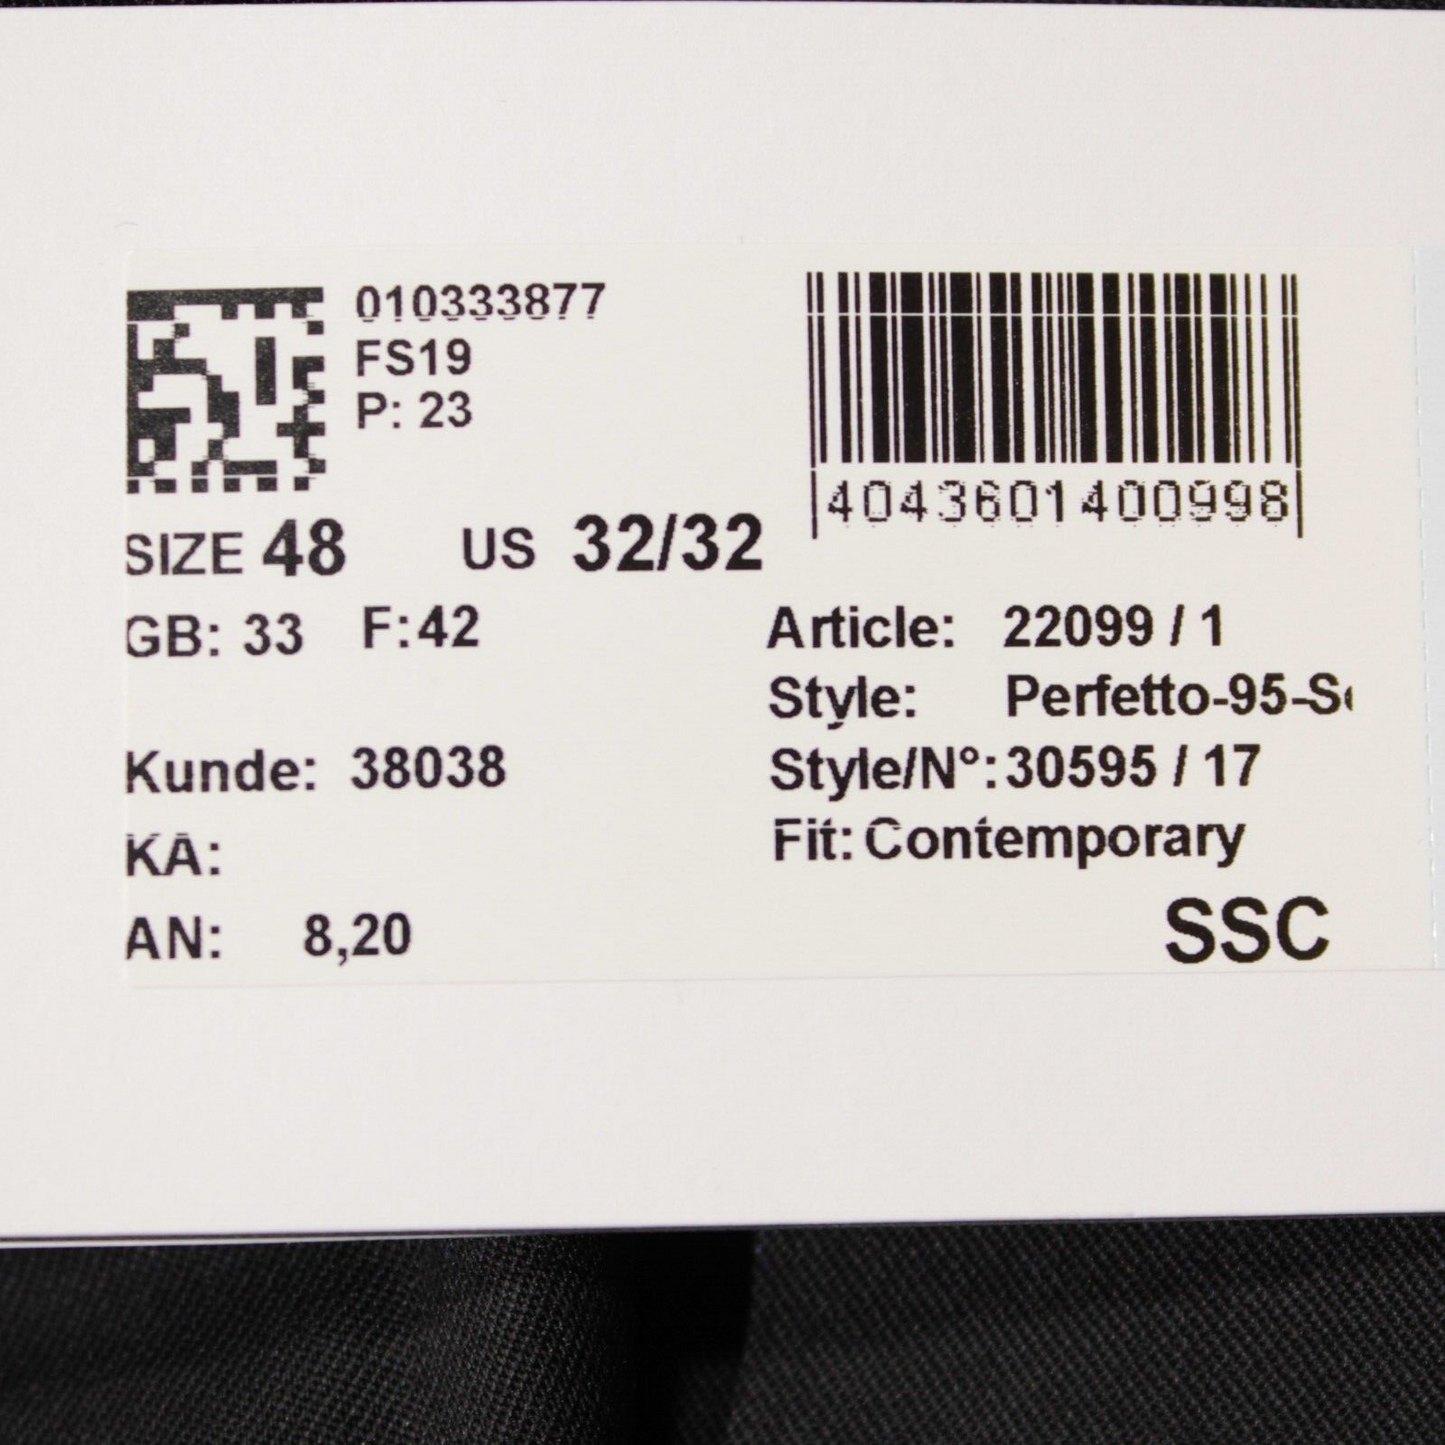 010333877
FS19
P: 23
4043601400998
SIZE 48 US 32/32
GB: 33 F:42
Article: 22099 / 1
Style: Perfetto-95-S
Style/N°: 30595 / 17
Fit: Contemporary
Kunde: 38038
KA:
AN: 8,20
SSC